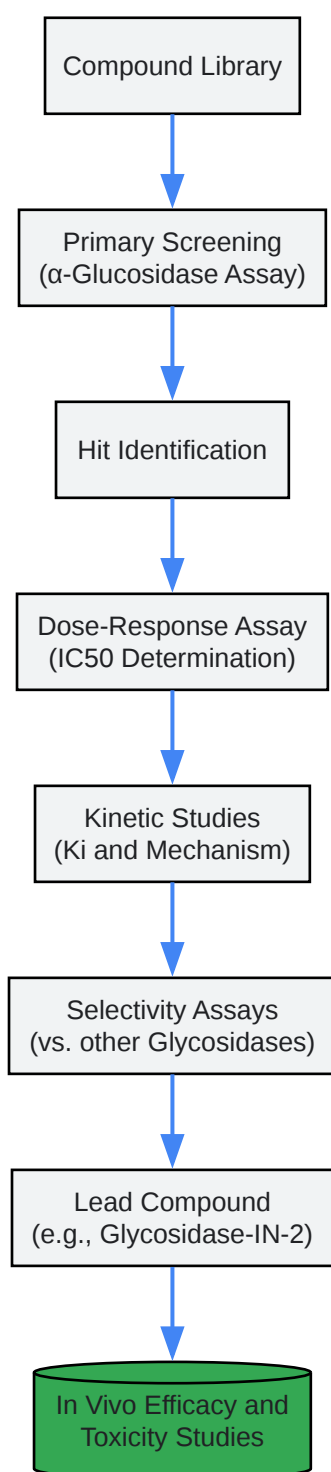 Compound Library
Primary Screening
(α-Glucosidase Assay)
Hit Identification
Dose-Response Assay
(IC50 Determination)
Kinetic Studies
(Ki and Mechanism)
Selectivity Assays
(vs. other Glycosidases)
Lead Compound
(e.g., Glycosidase-IN-2)
In Vivo Efficacy and
Toxicity Studies